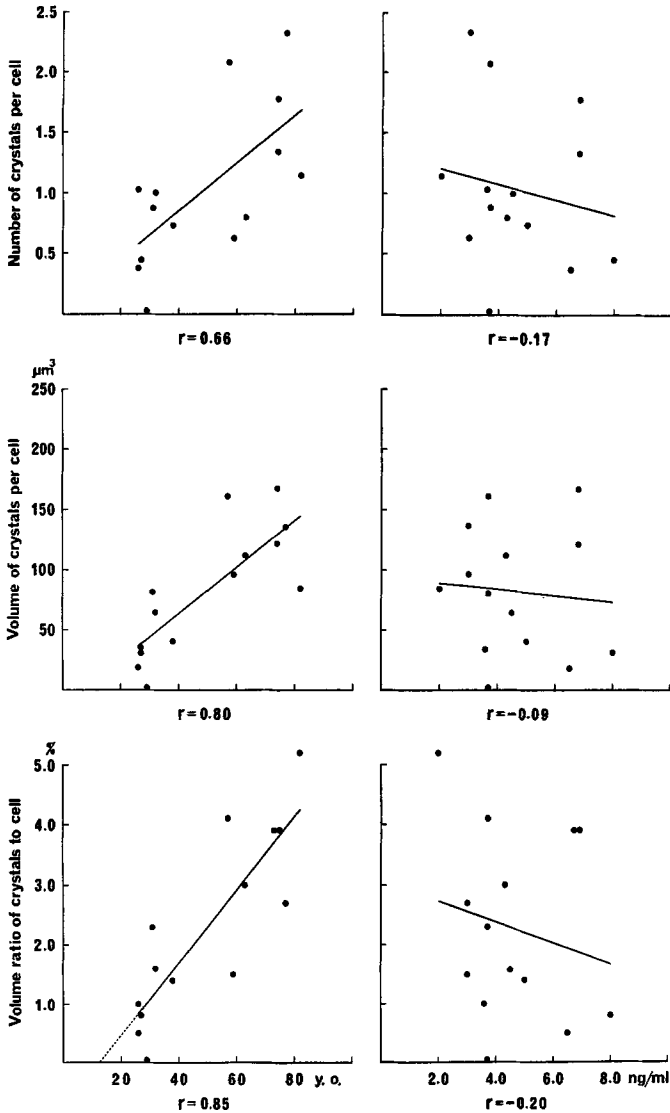 Number of crystals per cell
2.5
2.0
1.5
1.0
0.5
r=0.66
r=-0.17
μm³
Volume of crystals per cell
250
200
150
100
50
r=0.80
r=-0.09
%
Volume ratio of crystals to cell
5.0
4.0
3.0
2.0
1.0
20 40 60 80 y. o.
2.0 4.0 6.0 8.0 ng/ml
r=0.85
r=-0.20